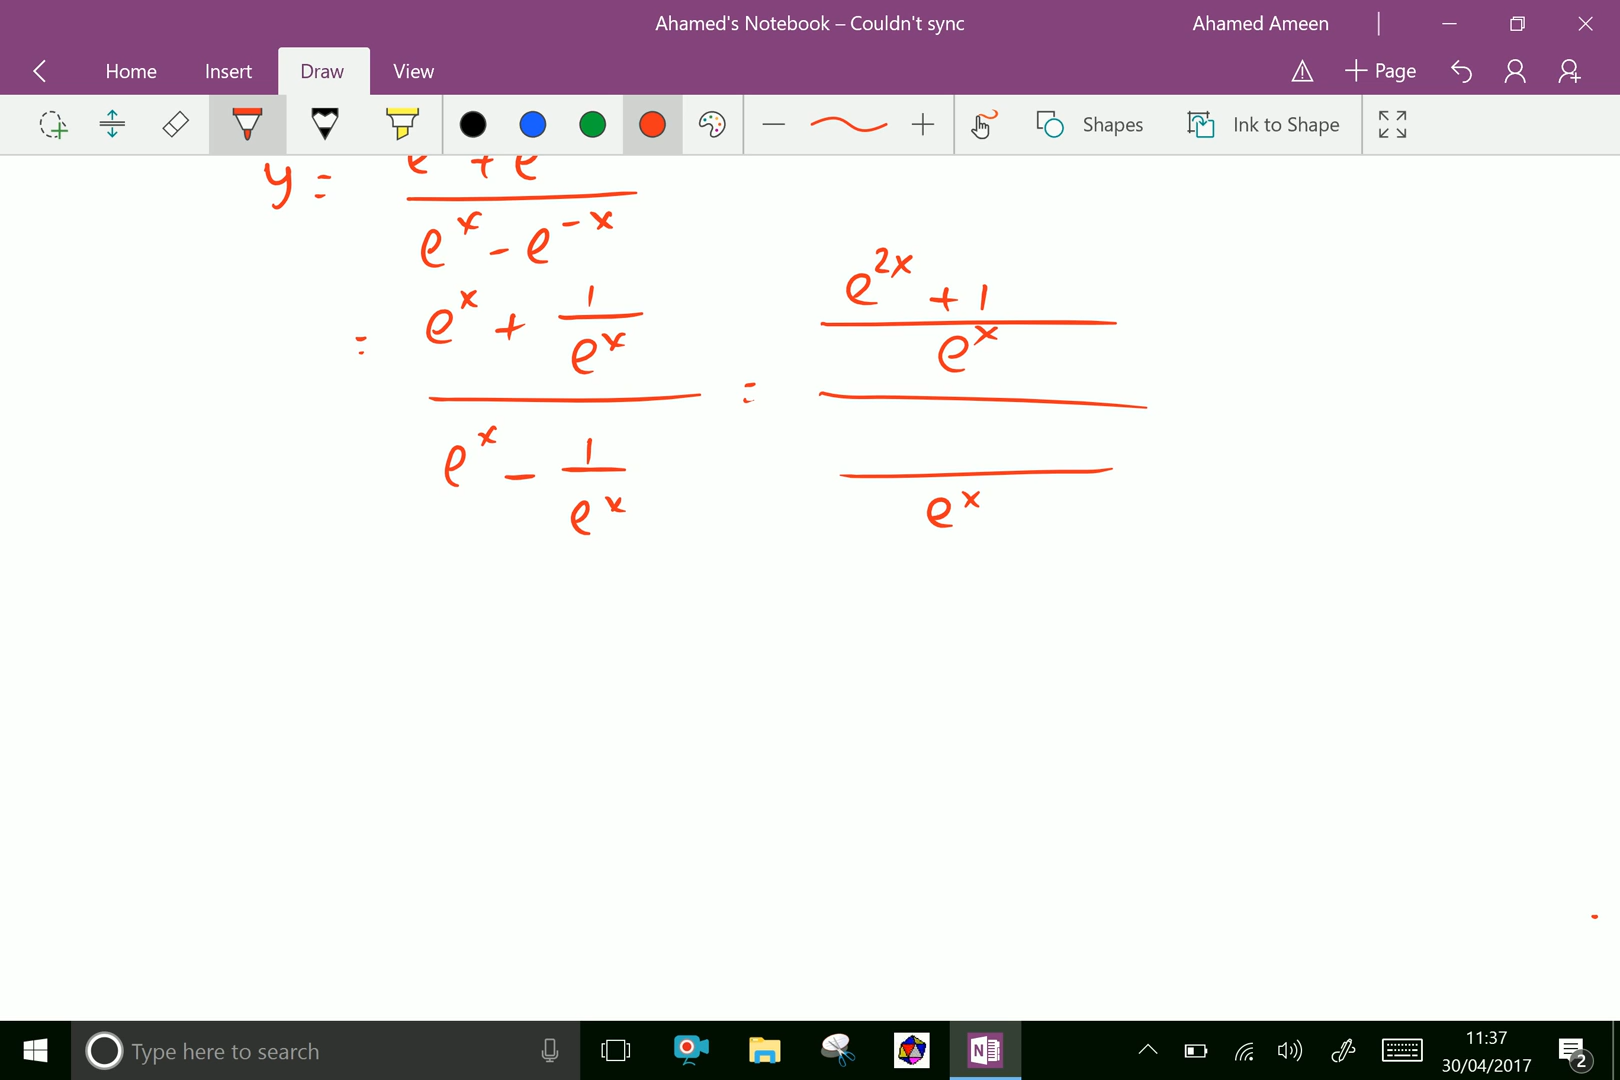 Ahamed's Notebook – Couldn't sync
Ahamed Ameen
Home Insert Draw View
Page
Shapes Ink to Shape
y =
e + e
e^x - e^-x
= e^x + 1/e^x
e^x - 1/e^x
= e^2x + 1
e^x
e^x
Type here to search
11:37
30/04/2017
2